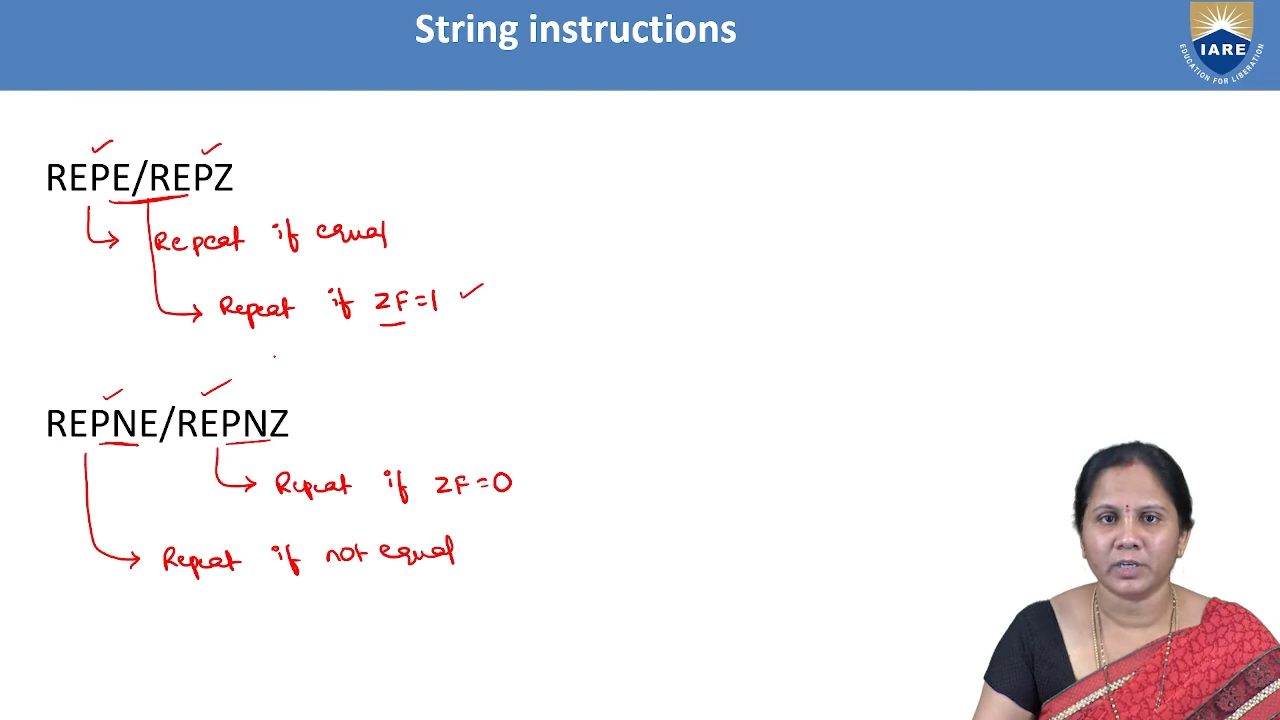 String instructions
IARE
EDUCATION FOR LIBERATION
REPE/REPZ
Repeat if equal
Repeat if ZF=1
REPNE/REPNZ
Repeat if ZF=0
Repeat if not equal